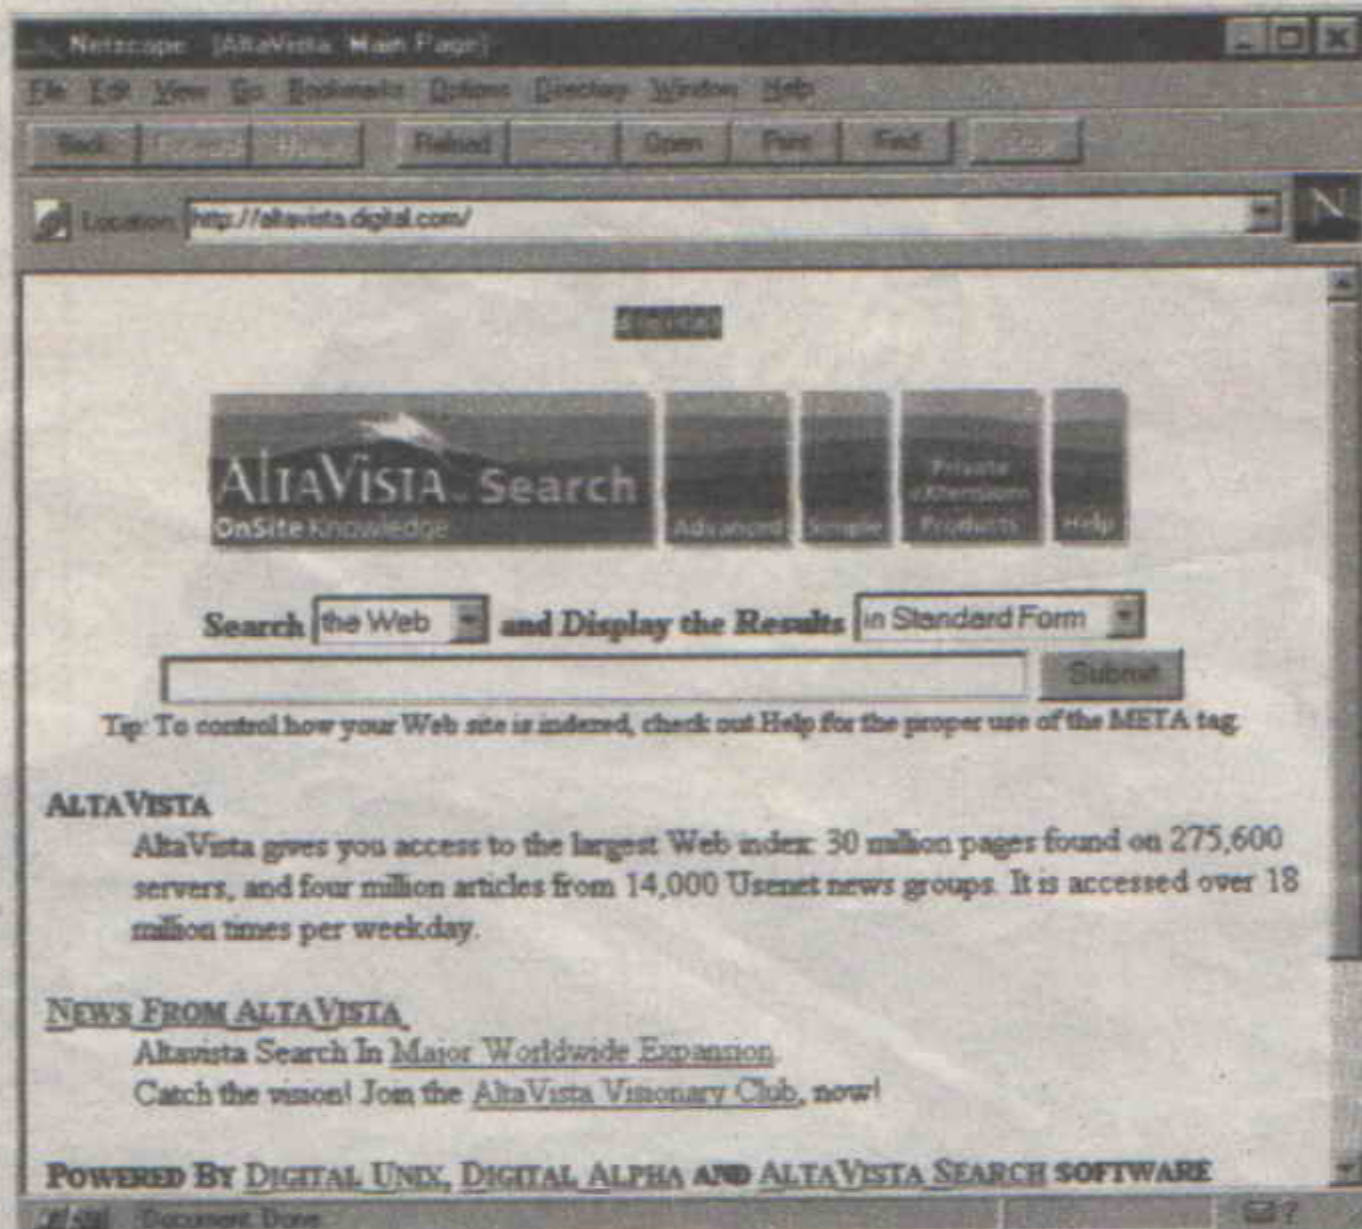 Netscape [AltaVista Main Page]
File Edit View Go Bookmarks Options Directory Window Help
Back Forward Home Reload Open Print Find Stop
Location: http://altavista.digital.com/
N
digital
ALTAVISTA Search
OnSite Knowledge
Advanced Simple Private eXtension Products Help
Search the Web and Display the Results in Standard Form
Submit
Tip: To control how your Web site is indexed, check out Help for the proper use of the META tag.
ALTAVISTA
AltaVista gives you access to the largest Web index: 30 million pages found on 275,600
servers, and four million articles from 14,000 Usenet news groups. It is accessed over 18
million times per weekday.
NEWS FROM ALTAVISTA
Altavista Search In Major Worldwide Expansion
Catch the vision! Join the AltaVista Visionary Club, now!
POWERED BY DIGITAL UNIX, DIGITAL ALPHA AND ALTAVISTA SEARCH SOFTWARE
Document: Done